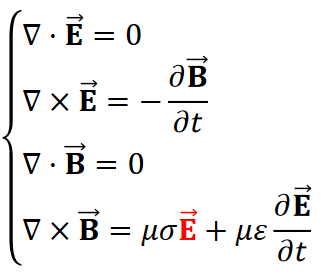 ∇ · E⃗ = 0
∇ × E⃗ = − ∂B⃗/∂t
∇ · B⃗ = 0
∇ × B⃗ = μσE⃗ + με ∂E⃗/∂t